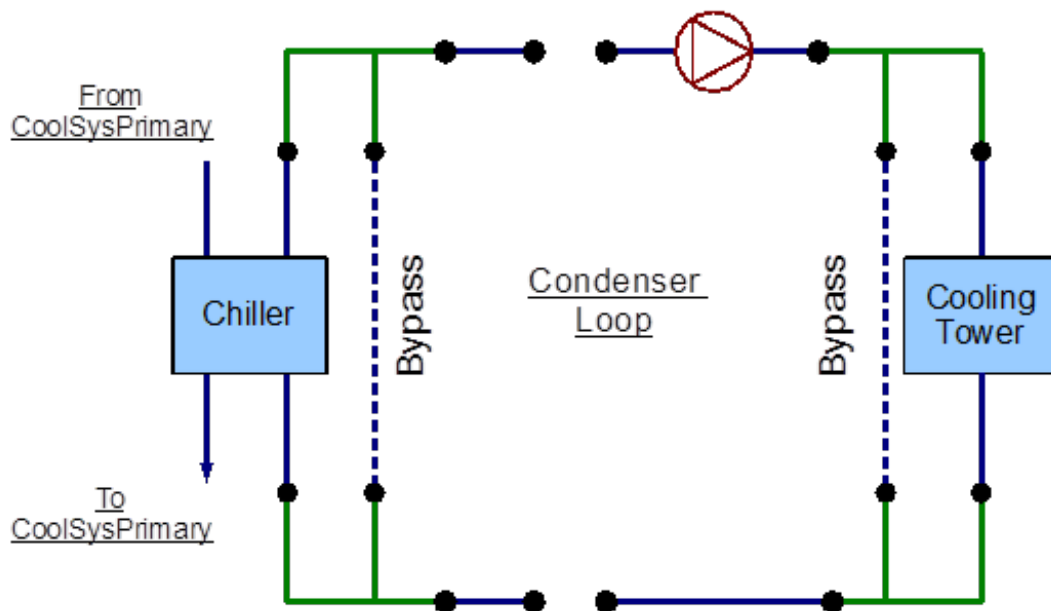 From
CoolSysPrimary
Chiller
Bypass
Condenser
Loop
Bypass
Cooling
Tower
To
CoolSysPrimary